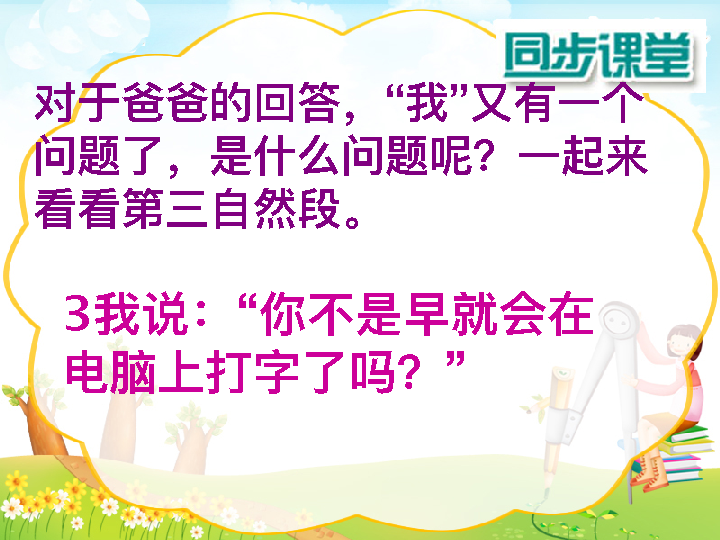 同步课堂
对于爸爸的回答，“我”又有一个
问题了，是什么问题呢？一起来
看看第三自然段。
3我说：“你不是早就会在
电脑上打字了吗？”